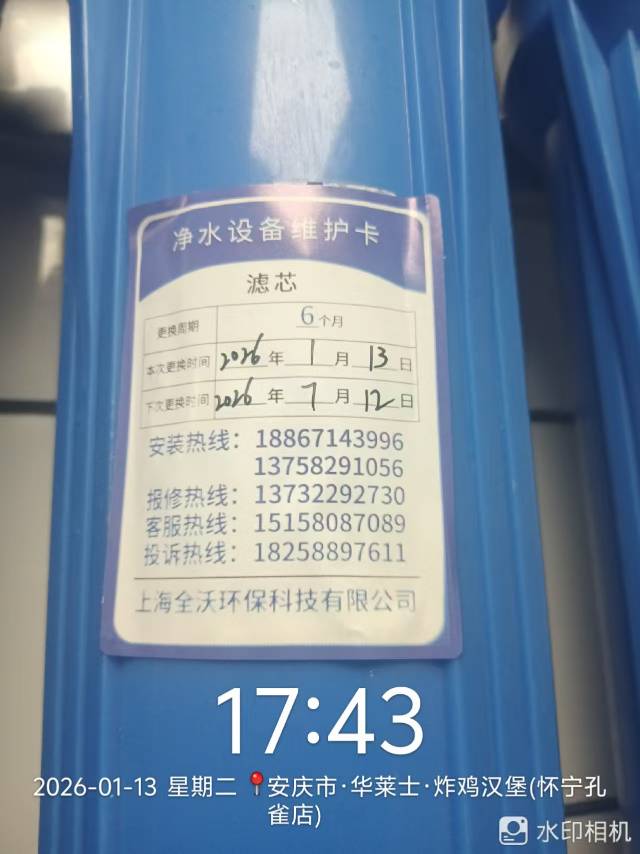 净水设备维护卡
滤芯
更换周期 6个月
本次更换时间 2026年1月13日
下次更换时间 2026年7月12日
安装热线：18867143996
13758291056
报修热线：13732292730
客服热线：15158087089
投诉热线：18258897611
上海全沃环保科技有限公司
17:43
2026-01-13 星期二 安庆市·华莱士·炸鸡汉堡(怀宁孔
雀店)
水印相机